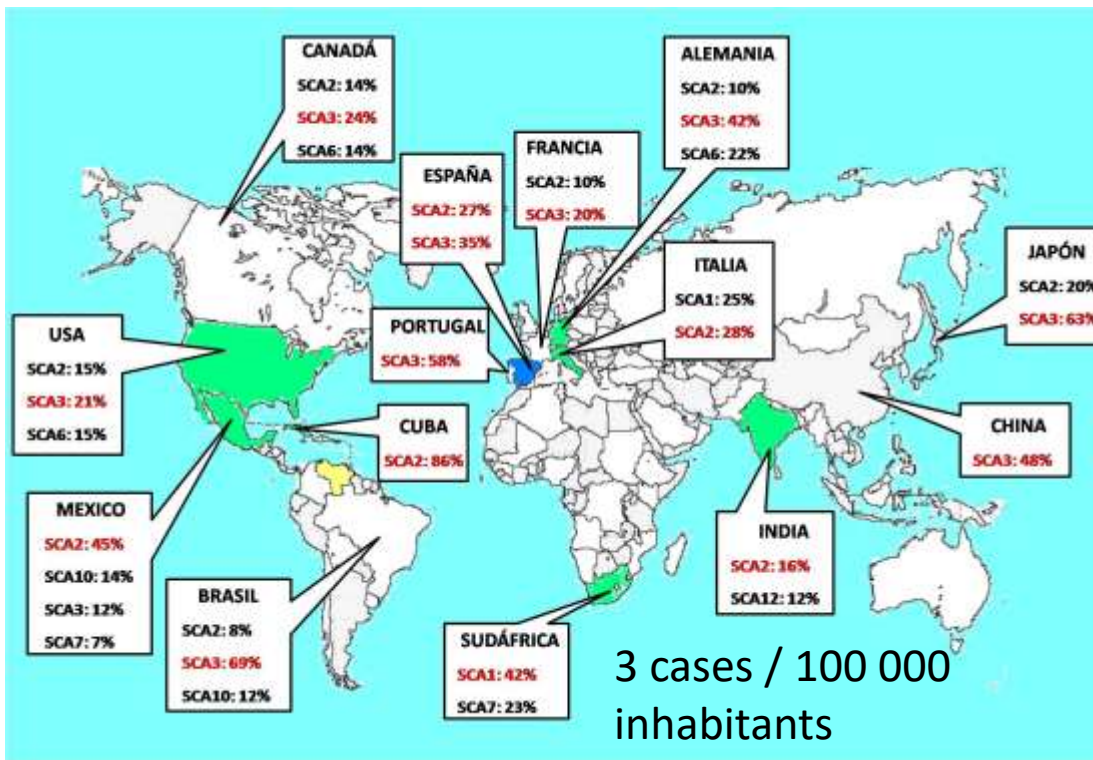 CANADÁ
SCA2: 14%
SCA3: 24%
SCA6: 14%
ALEMANIA
SCA2: 10%
SCA3: 42%
SCA6: 22%
FRANCIA
SCA2: 10%
SCA3: 20%
ESPAÑA
SCA2: 27%
SCA3: 35%
ITALIA
SCA1: 25%
SCA2: 28%
JAPÓN
SCA2: 20%
SCA3: 63%
USA
SCA2: 15%
SCA3: 21%
SCA6: 15%
PORTUGAL
SCA3: 58%
CUBA
SCA2: 86%
CHINA
SCA3: 48%
MEXICO
SCA2: 45%
SCA10: 14%
SCA3: 12%
SCA7: 7%
BRASIL
SCA2: 8%
SCA3: 69%
SCA10: 12%
INDIA
SCA2: 16%
SCA12: 12%
SUDÁFRICA
SCA1: 42%
SCA7: 23%
3 cases / 100 000
inhabitants